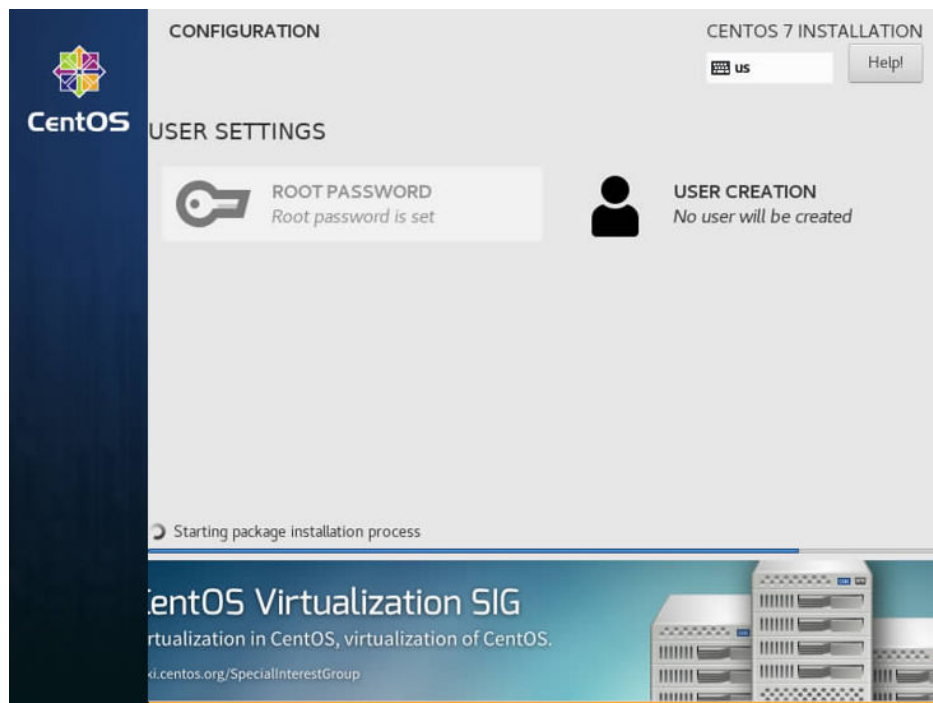 CentOS
CONFIGURATION
CENTOS 7 INSTALLATION
us
Help!
USER SETTINGS
ROOT PASSWORD
Root password is set
USER CREATION
No user will be created
Starting package installation process
entOS Virtualization SIG
rtualization in CentOS, virtualization of CentOS.
ki.centos.org/SpecialInterestGroup